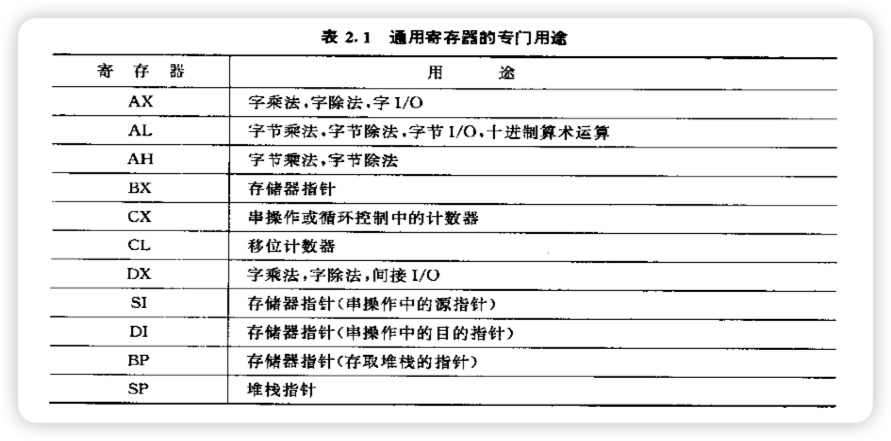 表 2.1 通用寄存器的专门用途
寄 存 器 用 途
AX 字乘法,字除法,字 I/O
AL 字节乘法,字节除法,字节 I/O,十进制算术运算
AH 字节乘法,字节除法
BX 存储器指针
CX 串操作或循环控制中的计数器
CL 移位计数器
DX 字乘法,字除法,间接 I/O
SI 存储器指针(串操作中的源指针)
DI 存储器指针(串操作中的目的指针)
BP 存储器指针(存取堆栈的指针)
SP 堆栈指针